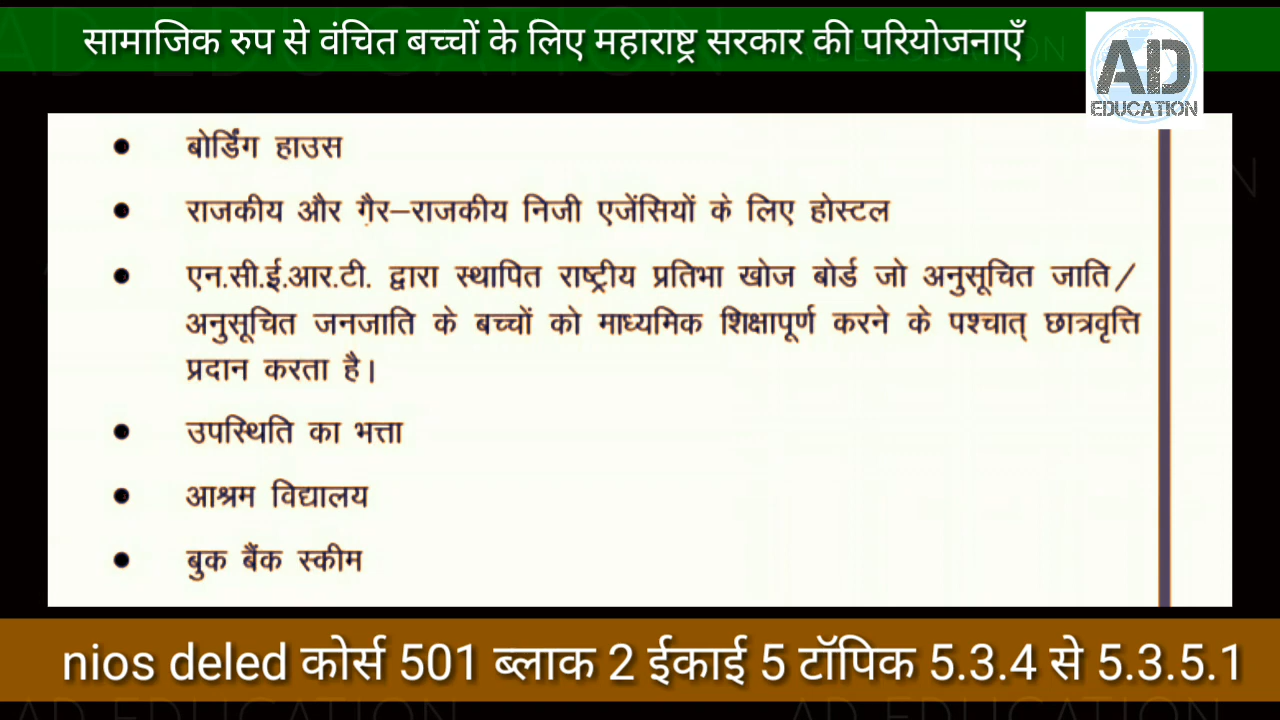 सामाजिक रुप से वंचित बच्चों के लिए महाराष्ट्र सरकार की परियोजनाएँ
AD
EDUCATION
● बोर्डिंग हाउस
● राजकीय और गै़र–राजकीय निजी एजेंसियों के लिए होस्टल
● एन.सी.ई.आर.टी. द्वारा स्थापित राष्ट्रीय प्रतिभा खोज बोर्ड जो अनुसूचित जाति/
अनुसूचित जनजाति के बच्चों को माध्यमिक शिक्षापूर्ण करने के पश्चात् छात्रवृत्ति
प्रदान करता है।
● उपस्थिति का भत्ता
● आश्रम विद्यालय
● बुक बैंक स्कीम
nios deled कोर्स 501 ब्लाक 2 ईकाई 5 टॉपिक 5.3.4 से 5.3.5.1